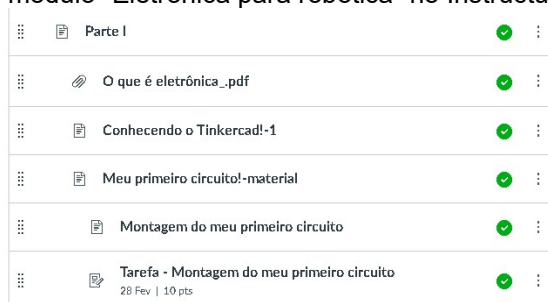 módulo "Eletrônica para robótica" no Instructu
Parte I
O que é eletrônica_.pdf
Conhecendo o Tinkercad!-1
Meu primeiro circuito!-material
Montagem do meu primeiro circuito
Tarefa - Montagem do meu primeiro circuito
28 Fev | 10 pts